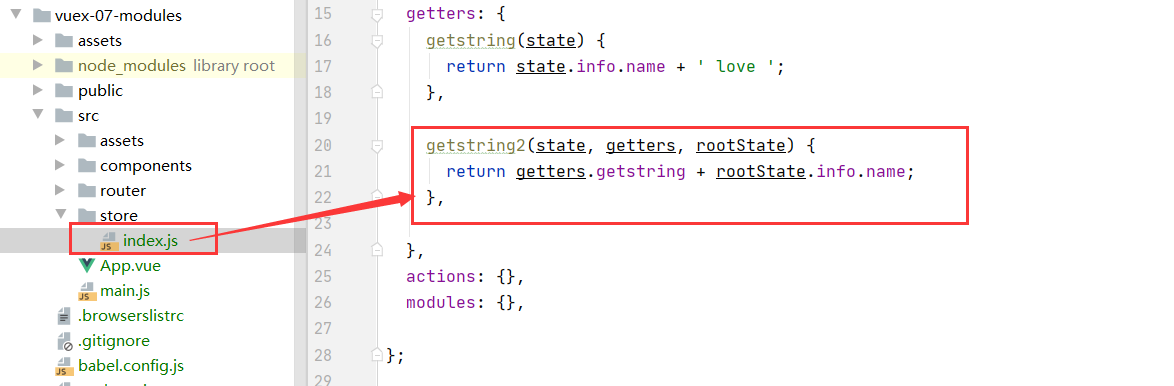 vuex-07-modules
assets
node_modules library root
public
src
assets
components
router
store
index.js
App.vue
main.js
.browserslistrc
.gitignore
babel.config.js
15 getters: {
16 getstring(state) {
17 return state.info.name + ' love ';
18 },
19
20 getstring2(state, getters, rootState) {
21 return getters.getstring + rootState.info.name;
22 },
23
24 },
25 actions: {},
26 modules: {},
27
28 };
29